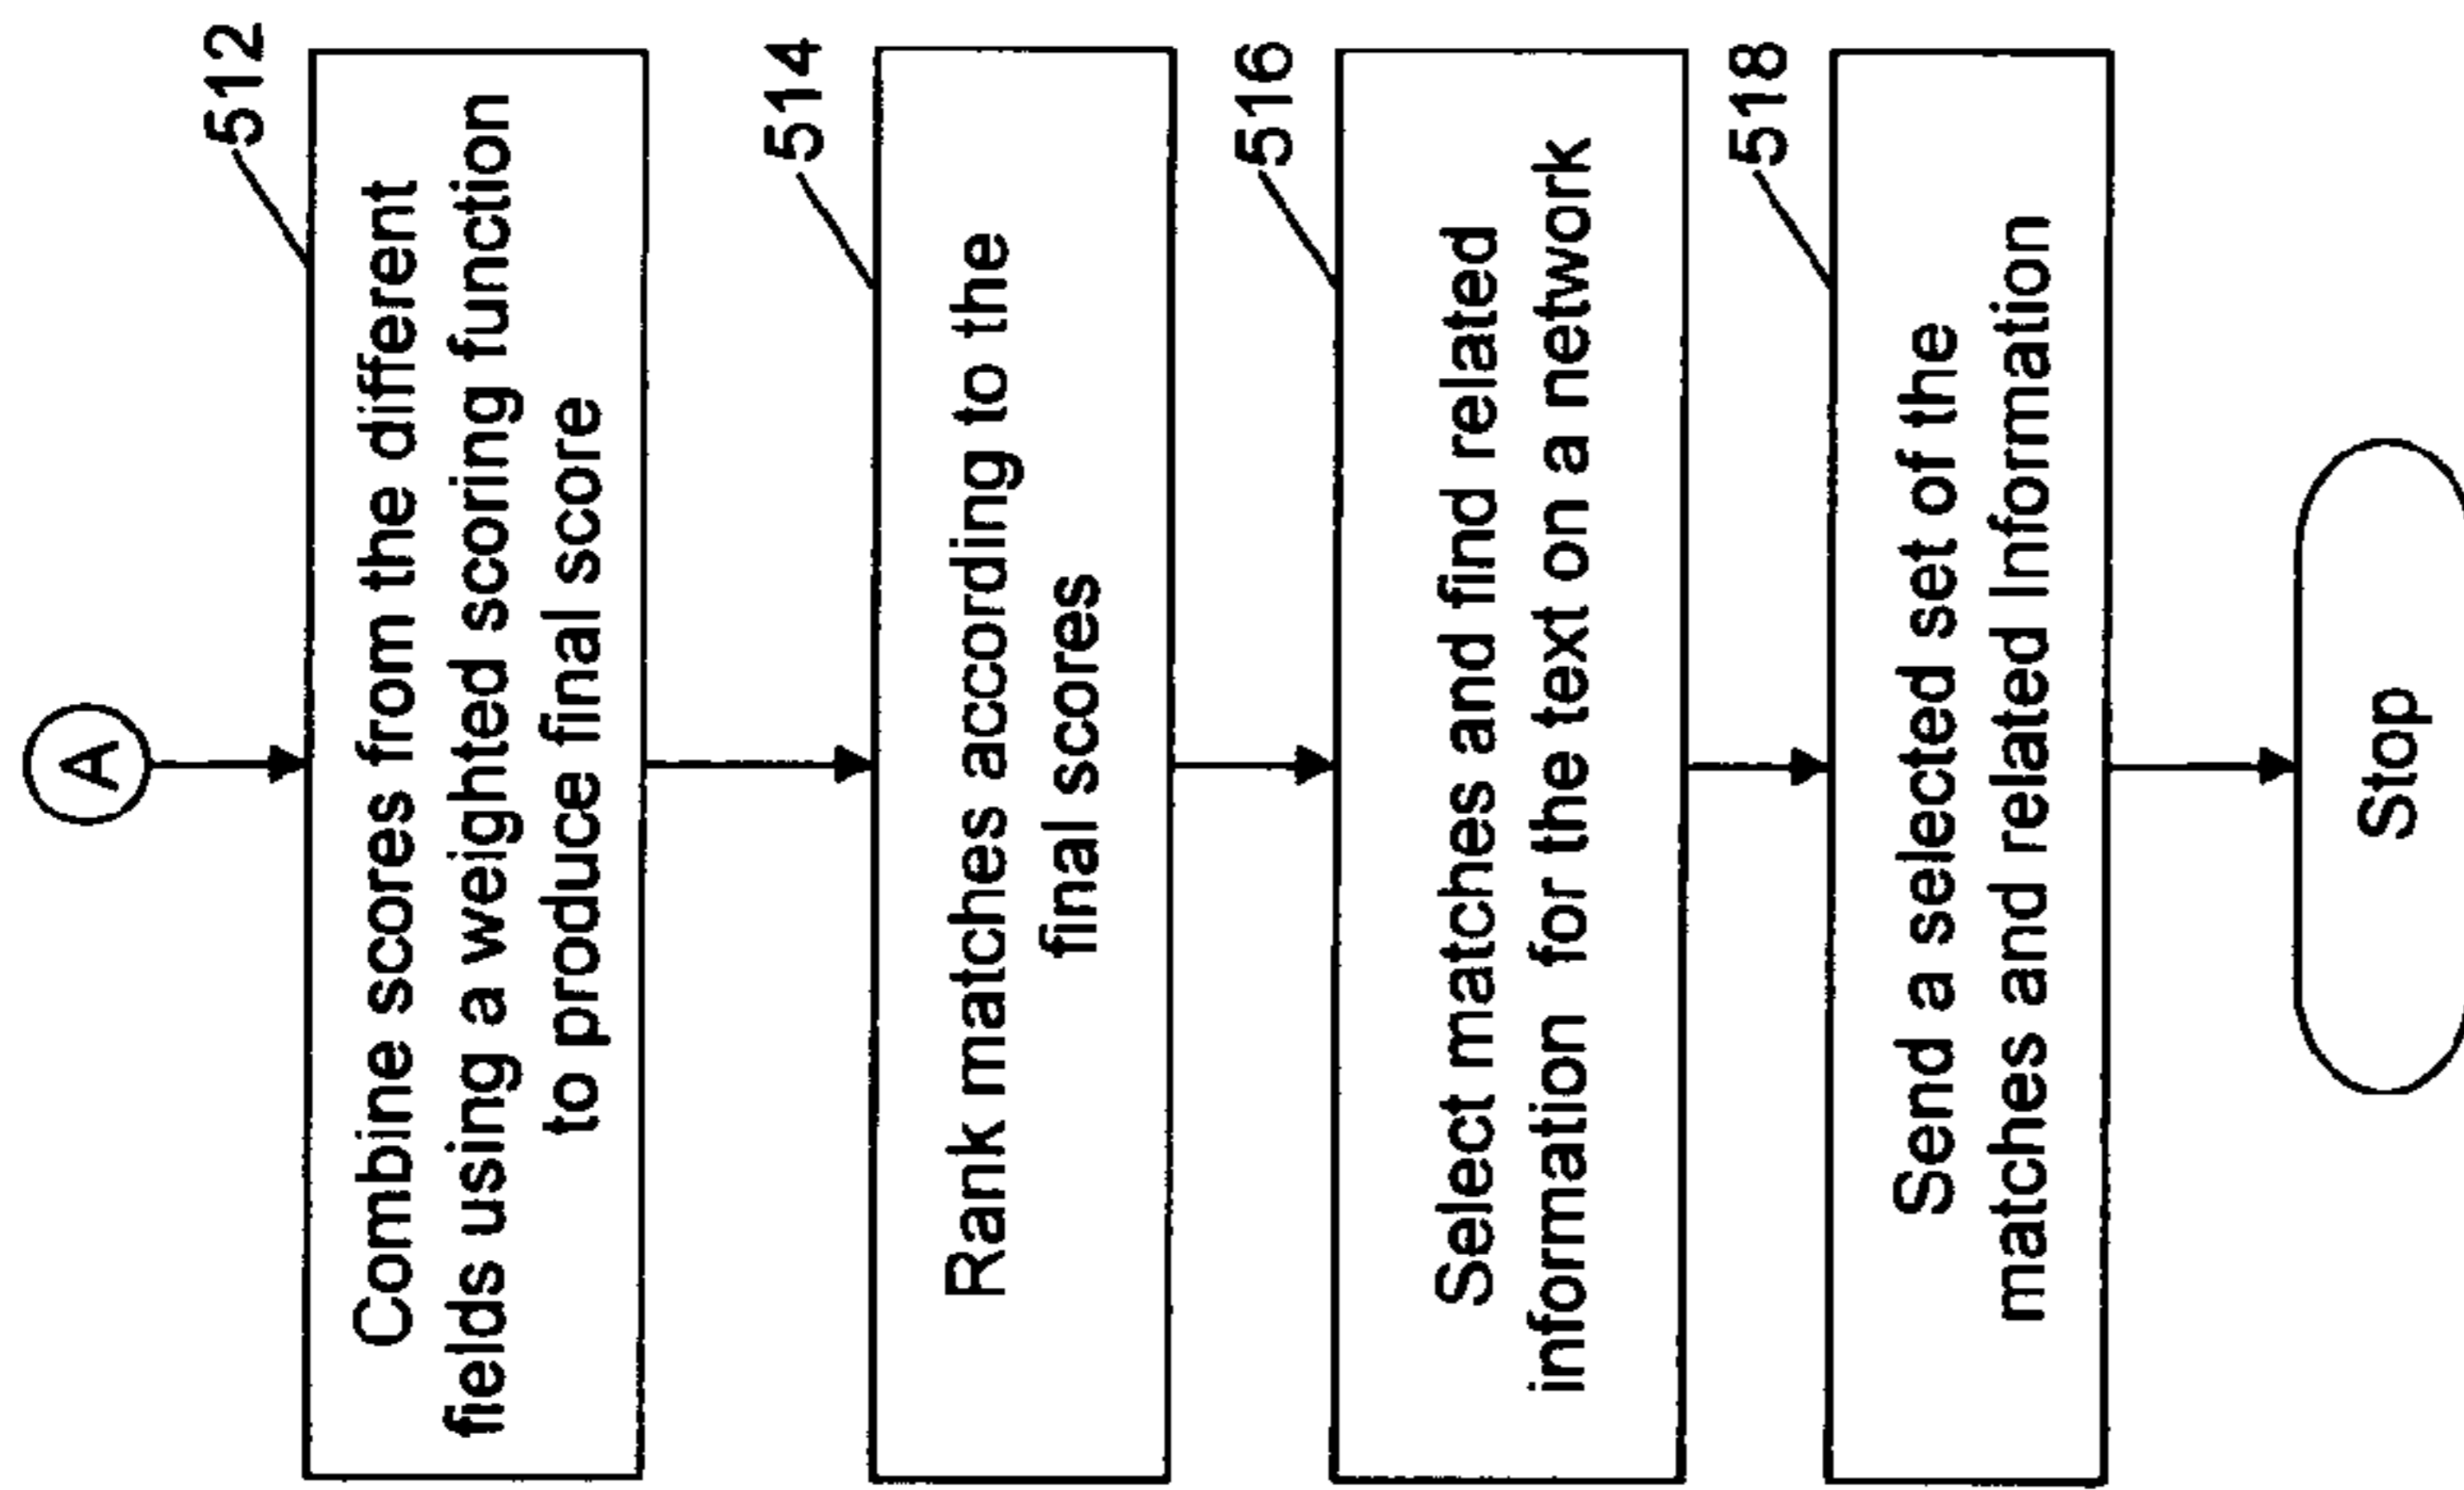 A
512
Combine scores from the different
fields using a weighted scoring function
to produce final score
514
Rank matches according to the
final scores
516
Select matches and find related
information for the text on a network
518
Send a selected set of the
matches and related Information
Stop